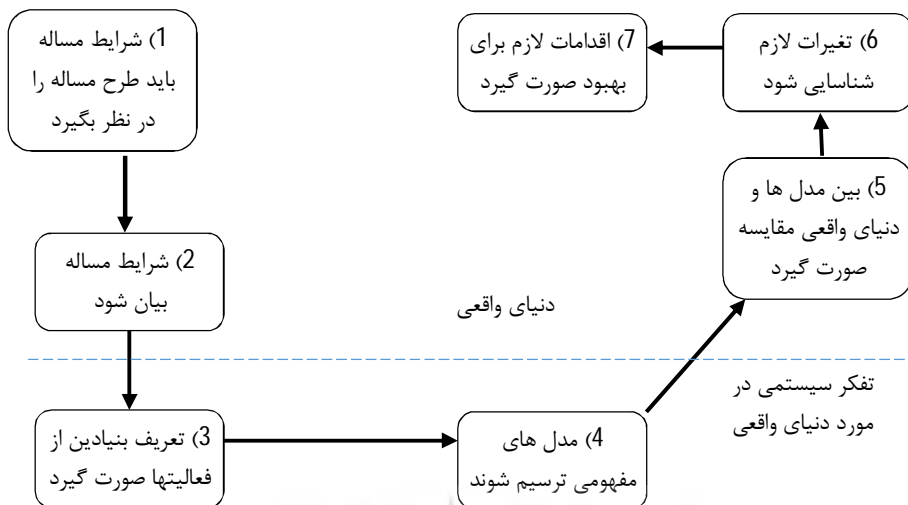 1) شرایط مساله
باید طرح مساله را
در نظر بگیرد
2) شرایط مساله
بیان شود
3) تعریف بنیادین از
فعالیتها صورت گیرد
4) مدل های
مفهومی ترسیم شوند
5) بین مدل ها و
دنیای واقعی مقایسه
صورت گیرد
6) تغیرات لازم
شناسایی شود
7) اقدامات لازم برای
بهبود صورت گیرد
دنیای واقعی
تفکر سیستمی در
مورد دنیای واقعی